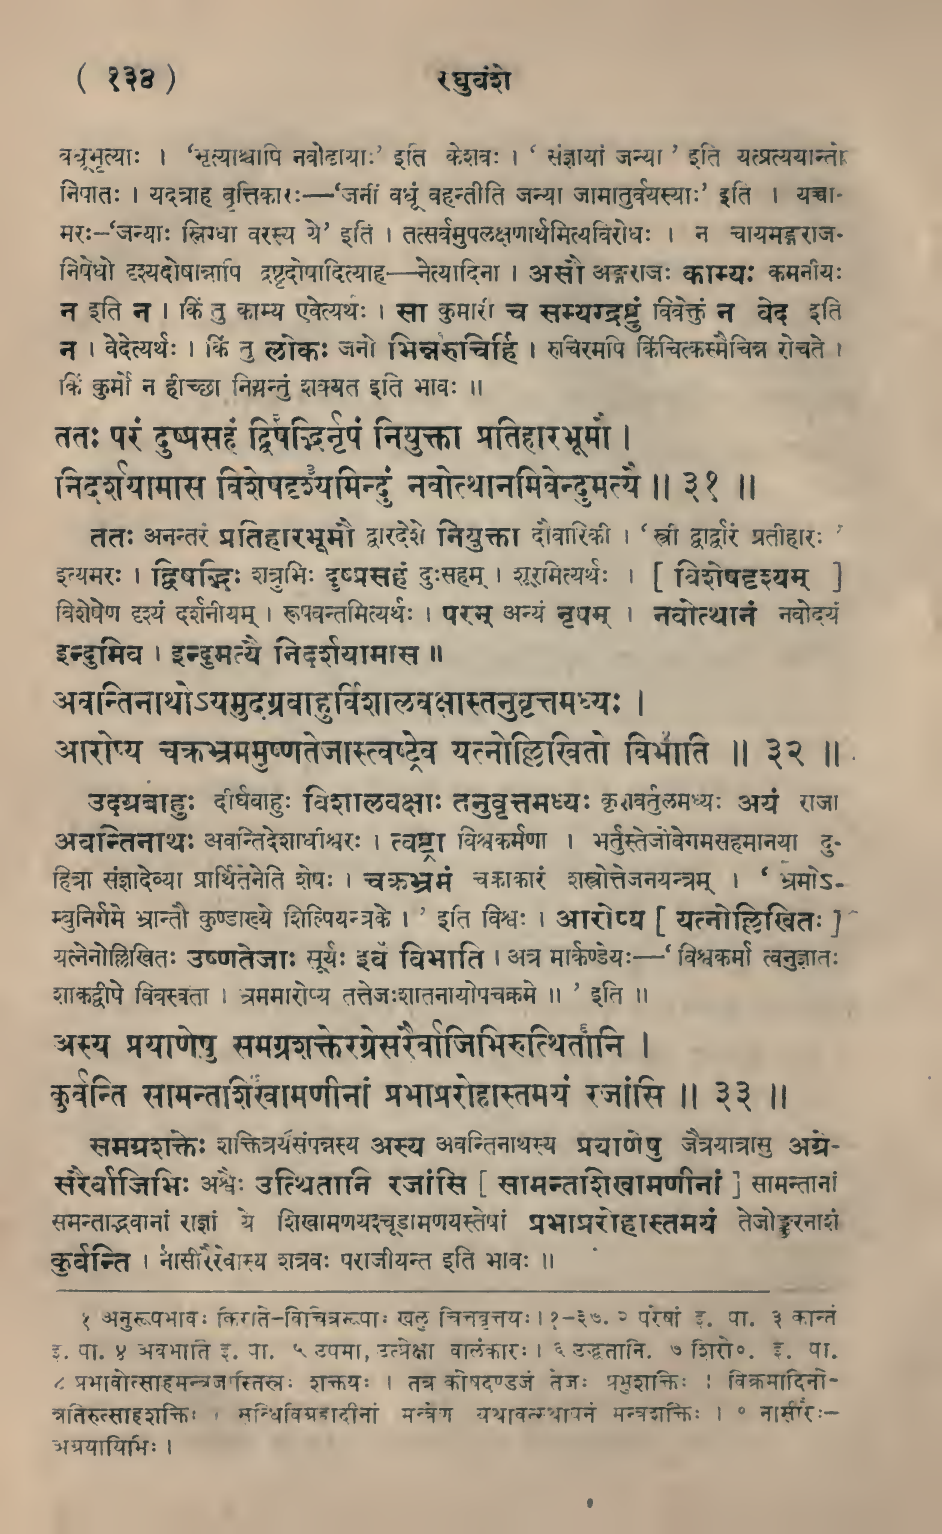 ( १३४ ) रघुवंशे
वधूभृत्याः । ‘भृत्याश्चापि नवोढायाः’ इति केशवः । ‘ संज्ञायां जन्या ’ इति यत्प्रत्ययान्तो
निपातः । यदत्राह वृत्तिकारः—‘जनीं वधूं वहन्तीति जन्या जामातुर्वयस्याः’ इति । यच्चा-
मरः—‘जन्याः स्निग्धा वरस्य ये’ इति । तत्सर्वमुपलक्षणार्थमित्यविरोधः । न चायमङ्गराज-
निषेधो दृश्यदोषान्नापि द्रष्टृदोषादित्याह—नेत्यादिना । असौ अङ्गराजः काम्यः कमनीयः
न इति न । किं तु काम्य एवेत्यर्थः । सा कुमारी च सम्यग्द्रष्टुं विवेक्तुं न वेद इति
न । वेदेत्यर्थः । किं तु लोकः जनो भिन्नरुचिर्हि । रुचिरमपि किंचित्कस्मैचिन्न रोचते ।
किं कुर्मो न हीच्छा नियन्तुं शक्यत इति भावः ॥
ततः परं दुष्प्रसहं द्विषद्भिर्नृपं नियुक्ता प्रतिहारभूमौ ।
निदर्शयामास विशेषदृश्यमिन्दुं नवोत्थानमिवेन्दुमत्यै ॥ ३१ ॥
ततः अनन्तरं प्रतिहारभूमौ द्वारदेशे नियुक्ता दौवारिकी । ‘ स्त्री द्वार्द्वारं प्रतीहारः ’
इत्यमरः । द्विषद्भिः शत्रुभिः दुष्प्रसहं दुःसहम् । शूरमित्यर्थः । [ विशेषदृश्यम् ]
विशेषेण दृश्यं दर्शनीयम् । रूपवन्तमित्यर्थः । परम् अन्यं नृपम् । नवोत्थानं नवोदयं
इन्दुमिव । इन्दुमत्यै निदर्शयामास ॥
अवन्तिनाथोऽयमुदग्रबाहुर्विशालवक्षास्तनुवृत्तमध्यः ।
आरोप्य चक्रभ्रममुष्णतेजास्त्वष्ट्रेव यत्नोल्लिखितो विभाति ॥ ३२ ॥
उदग्रबाहुः दीर्घबाहुः विशालवक्षाः तनुवृत्तमध्यः कृशवर्तुलमध्यः अयं राजा
अवन्तिनाथः अवन्तिदेशाधीश्वरः । त्वष्ट्रा विश्वकर्मणा । भर्तुस्तेजोवेगमसहमानया दु-
हित्रा संज्ञादेव्या प्रार्थितेनेति शेषः । चक्रभ्रमं चक्राकारं शस्त्रोत्तेजनयन्त्रम् । ‘ भ्रमोऽ-
म्बुनिर्गमे भ्रान्तौ कुण्डाख्ये शिल्पियन्त्रके । ’ इति विश्वः । आरोप्य [ यत्नोल्लिखितः ]
यत्नेनोल्लिखितः उष्णतेजाः सूर्यः इव विभाति । अत्र मार्कण्डेयः—‘ विश्वकर्मा त्वनुज्ञातः
शाकद्वीपे विवस्वता । भ्रममारोप्य तत्तेजःशातनायोपचक्रमे ॥ ’ इति ॥
अस्य प्रयाणेषु समग्रशक्तेरग्रेसरैर्वाजिभिरुत्थितानि ।
कुर्वन्ति सामन्तशिखामणीनां प्रभाप्ररोहास्तमयं रजांसि ॥ ३३ ॥
समग्रशक्तेः शक्तित्रयसंपन्नस्य अस्य अवन्तिनाथस्य प्रयाणेषु जैत्रयात्रासु अग्रे-
सरैर्वाजिभिः अश्वैः उत्थितानि रजांसि [ सामन्तशिखामणीनां ] सामन्तानां
समन्ताद्भवानां राज्ञां ये शिखामणयश्चूडामणयस्तेषां प्रभाप्ररोहास्तमयं तेजोङ्कुरनाशं
कुर्वन्ति । नासीरैरेवास्य शत्रवः पराजीयन्त इति भावः ॥
१ अनुरूपभावः किराते–विचित्ररूपाः खलु चित्तवृत्तयः । १–३७. २ परेषां इ. पा. ३ कान्तं
इ. पा. ४ अवभाति इ. पा. ५ उपमा, उत्प्रेक्षा वालंकारः । ६ उद्धतानि. ७ शिरो०. इ. पा.
८ प्रभावोत्साहमन्त्रजास्तिस्रः शक्तयः । तत्र कोषदण्डजं तेजः प्रभुशक्तिः । विक्रमादिनो-
न्नतिरुत्साहशक्तिः । सन्धिविग्रहादीनां मन्त्रेण यथावत्स्थापनं मन्त्रशक्तिः । ९ नासीरैः—
अग्रयायिभिः ।